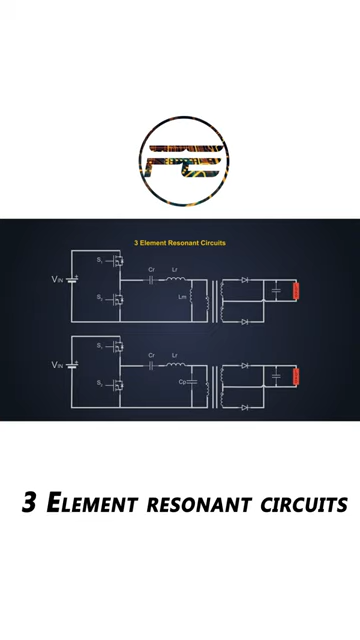 3 Element Resonant Circuits
S₁
Cr
Lr
VIN
+
Lm
S₂
S₁
Cr
Lr
VIN
+
Cp
S₂
3 ELEMENT RESONANT CIRCUITS